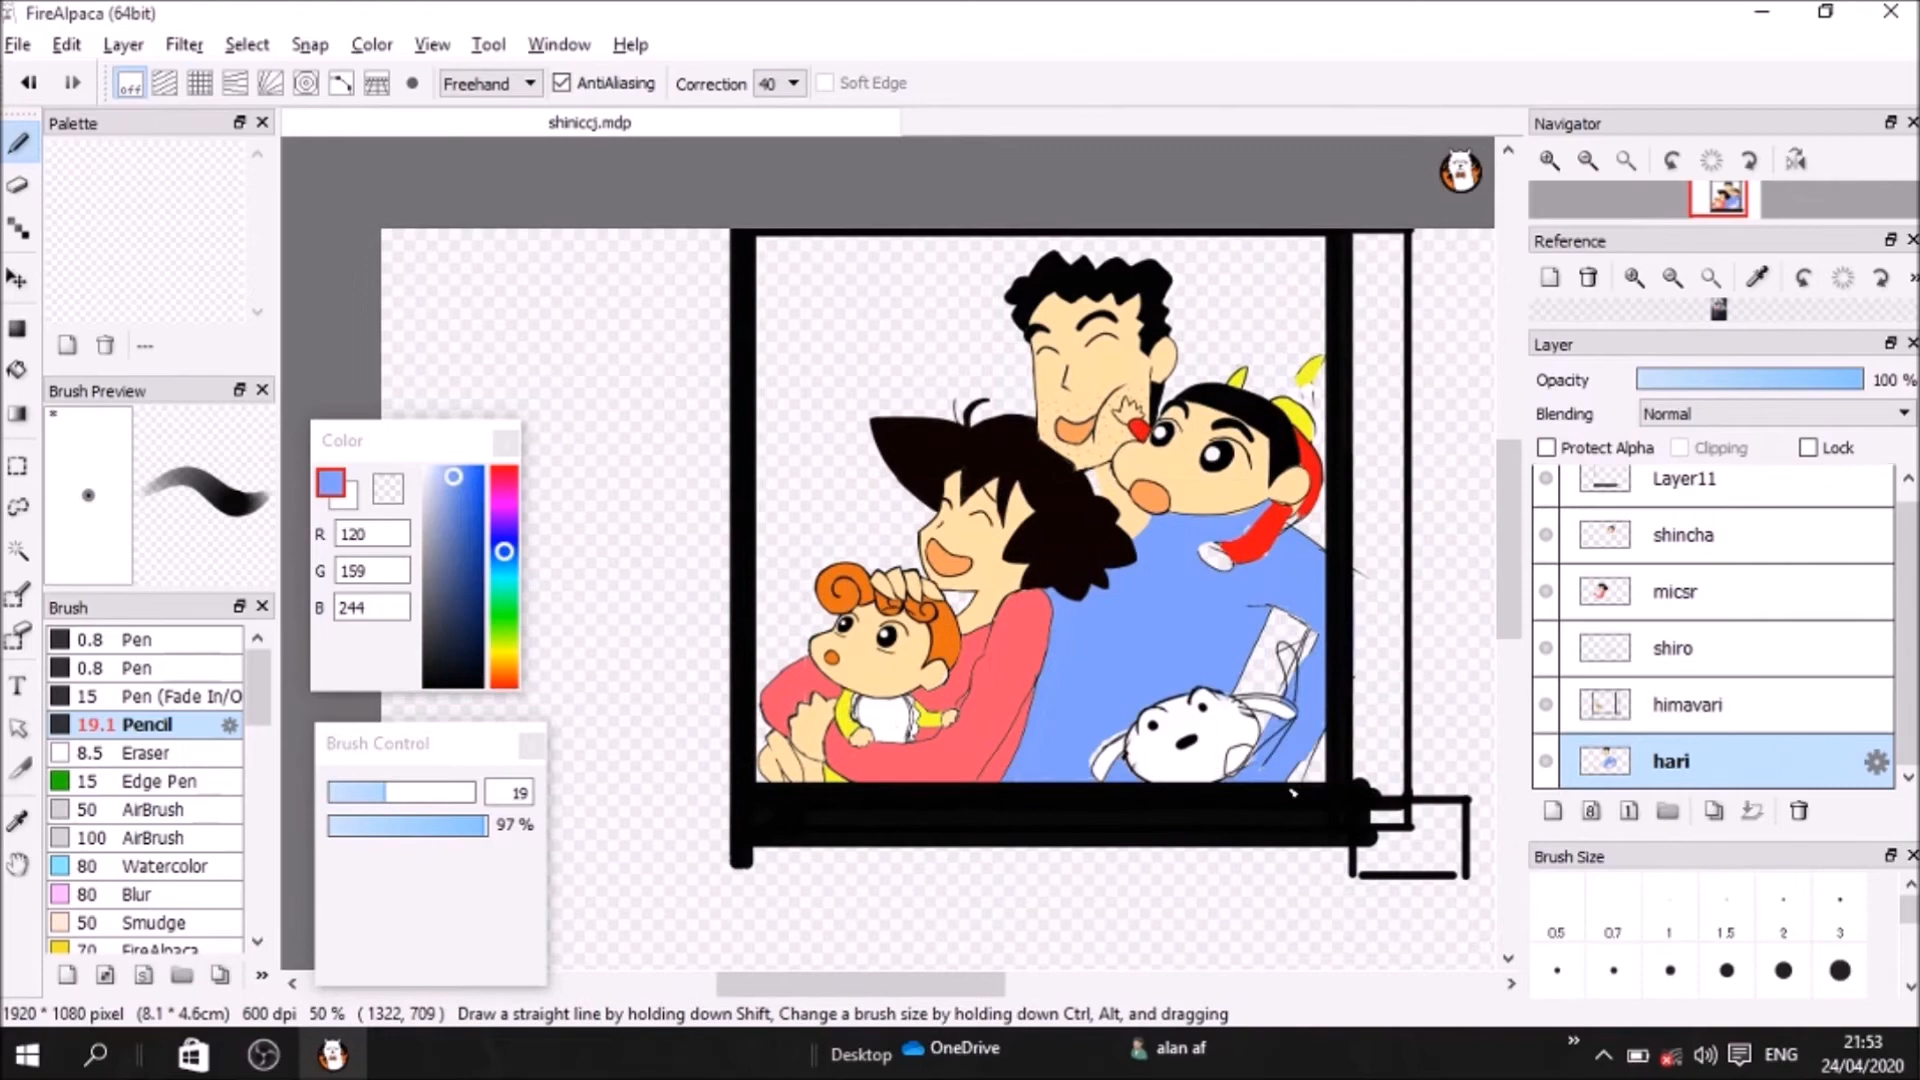 FireAlpaca (64bit)
File Edit Layer Filter Select Snap Color View Tool Window Help
off Freehand AntiAliasing Correction 40 Soft Edge
Palette
shiniccj.mdp
Navigator
Reference
---
Brush Preview
Layer
Opacity 100 %
Blending Normal
Protect Alpha Clipping Lock
Layer11
shincha
micsr
shiro
himavari
hari
Color
R 120
G 159
B 244
Brush
0.8 Pen
0.8 Pen
15 Pen (Fade In/O
19.1 Pencil
8.5 Eraser
15 Edge Pen
50 AirBrush
100 AirBrush
80 Watercolor
80 Blur
50 Smudge
70 FireAlpaca
Brush Control
19
97 %
8 1
Brush Size
0.5 0.7 1 1.5 2 3
1920 * 1080 pixel (8.1 * 4.6cm) 600 dpi 50 % ( 1322, 709 ) Draw a straight line by holding down Shift, Change a brush size by holding down Ctrl, Alt, and dragging
Desktop OneDrive alan af
ENG
21:53
24/04/2020